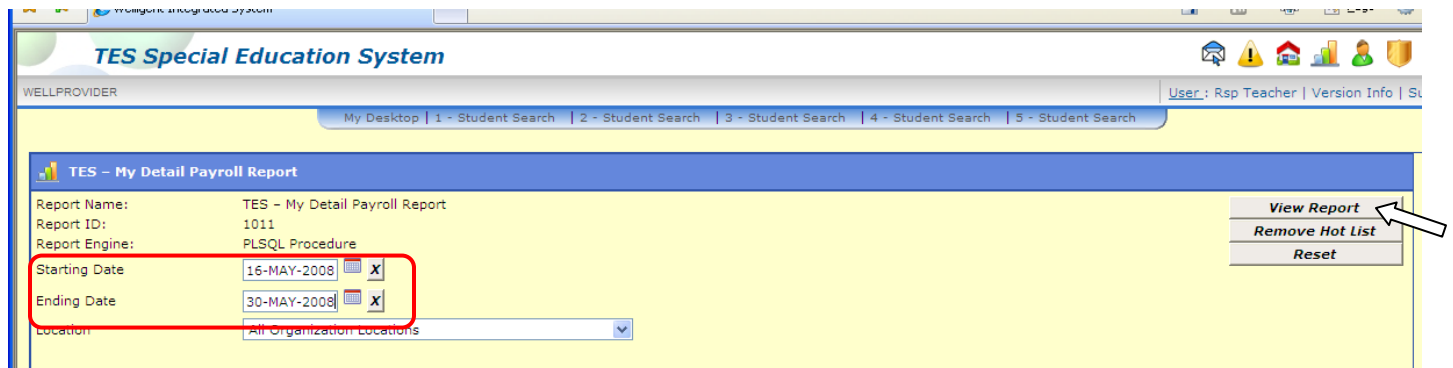 Welligent Integrated System
TES Special Education System
WELLPROVIDER
User : Rsp Teacher | Version Info |
My Desktop | 1 - Student Search | 2 - Student Search | 3 - Student Search | 4 - Student Search | 5 - Student Search
TES – My Detail Payroll Report
Report Name: TES – My Detail Payroll Report
View Report
Report ID: 1011
Remove Hot List
Report Engine: PLSQL Procedure
Reset
Starting Date 16-MAY-2008 X
Ending Date 30-MAY-2008 X
Location All Organization Locations